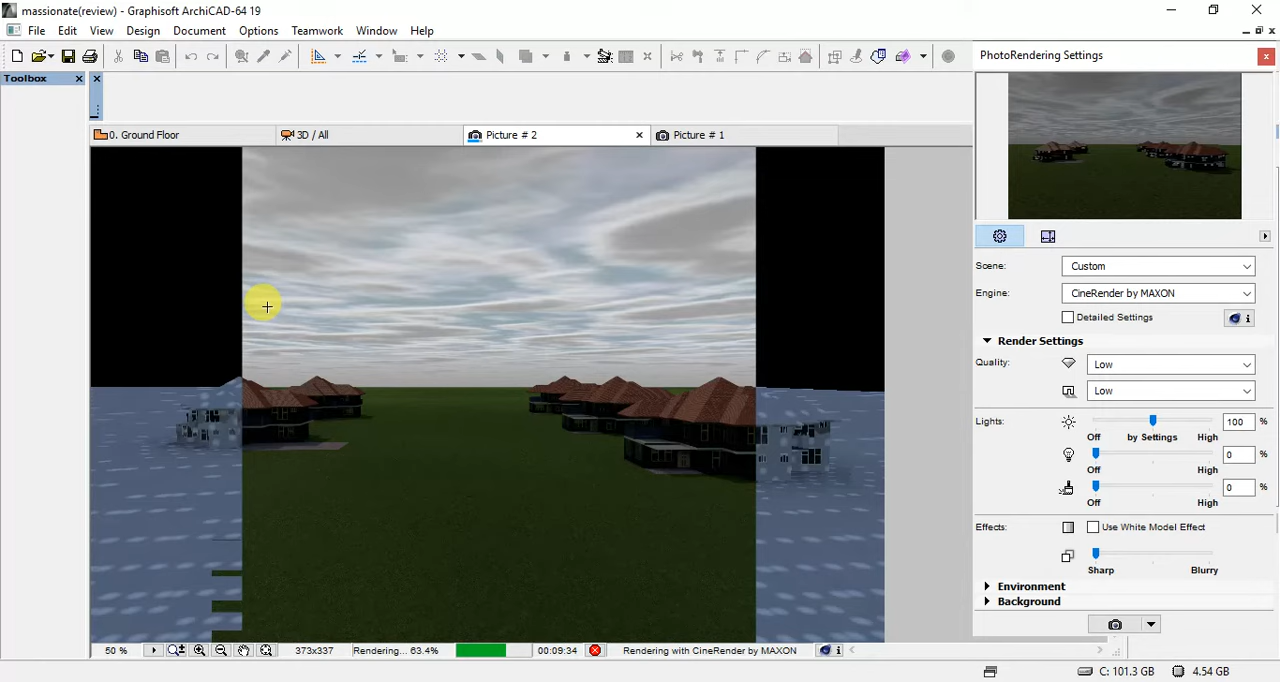 massionate(review) - Graphisoft ArchiCAD-64 19
File Edit View Design Document Options Teamwork Window Help
PhotoRendering Settings
Toolbox
0. Ground Floor
3D / All
Picture # 2
Picture # 1
Scene: Custom
Engine: CineRender by MAXON
Detailed Settings
Render Settings
Quality: Low
Low
Lights: 100 %
Off by Settings High
0 %
Off High
0 %
Off High
Effects: Use White Model Effect
Sharp Blurry
Environment
Background
50 % 373x337 Rendering... 63.4% 00:09:34 Rendering with CineRender by MAXON
C: 101.3 GB 4.54 GB